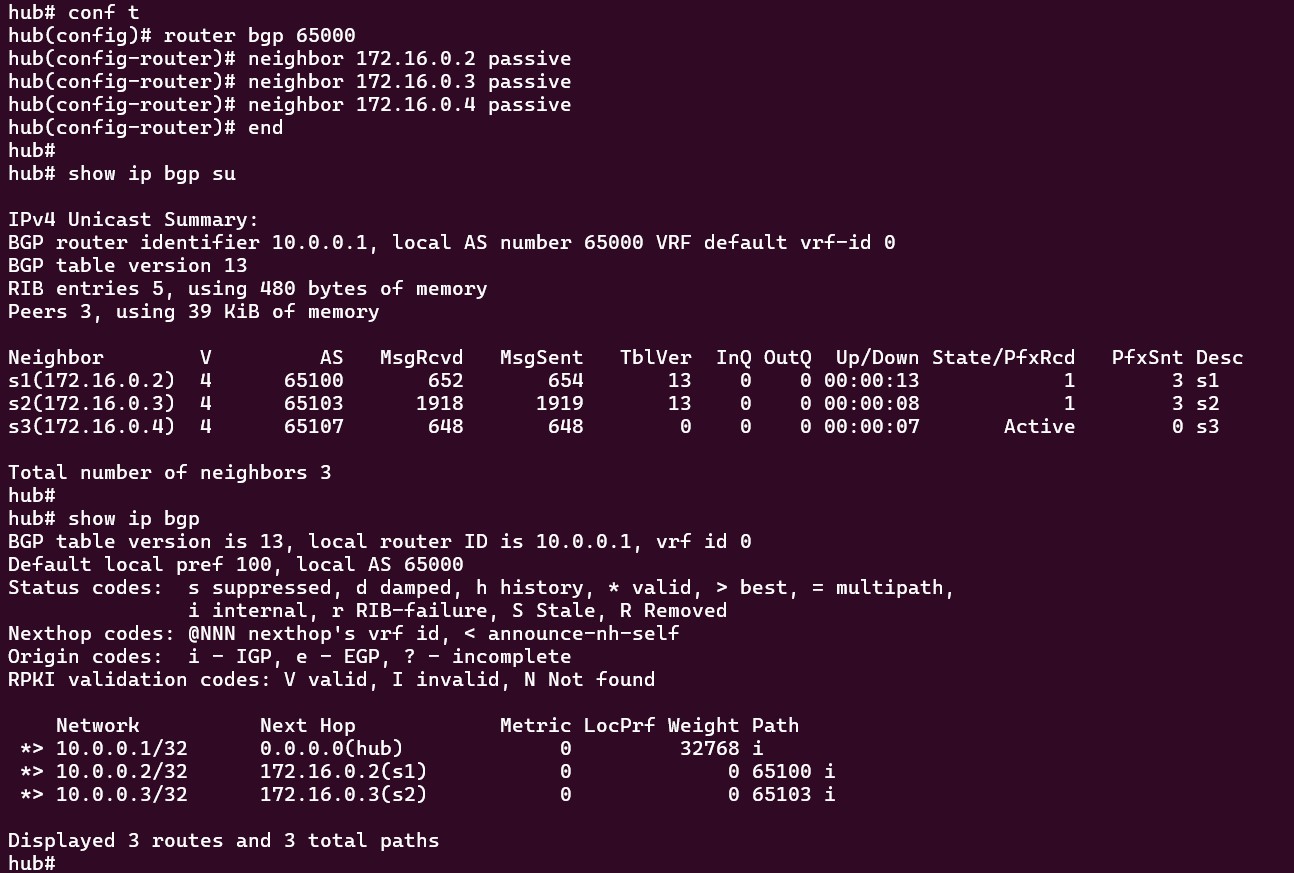 hub# conf t
hub(config)# router bgp 65000
hub(config-router)# neighbor 172.16.0.2 passive
hub(config-router)# neighbor 172.16.0.3 passive
hub(config-router)# neighbor 172.16.0.4 passive
hub(config-router)# end
hub#
hub# show ip bgp su

IPv4 Unicast Summary:
BGP router identifier 10.0.0.1, local AS number 65000 VRF default vrf-id 0
BGP table version 13
RIB entries 5, using 480 bytes of memory
Peers 3, using 39 KiB of memory

Neighbor        V         AS   MsgRcvd   MsgSent   TblVer  InQ OutQ  Up/Down State/PfxRcd   PfxSnt Desc
s1(172.16.0.2)  4      65100       652       654       13    0    0 00:00:13            1        3 s1
s2(172.16.0.3)  4      65103      1918      1919       13    0    0 00:00:08            1        3 s2
s3(172.16.0.4)  4      65107       648       648        0    0    0 00:00:07       Active        0 s3

Total number of neighbors 3
hub#
hub# show ip bgp
BGP table version is 13, local router ID is 10.0.0.1, vrf id 0
Default local pref 100, local AS 65000
Status codes:  s suppressed, d damped, h history, * valid, > best, = multipath,
               i internal, r RIB-failure, S Stale, R Removed
Nexthop codes: @NNN nexthop's vrf id, < announce-nh-self
Origin codes:  i - IGP, e - EGP, ? - incomplete
RPKI validation codes: V valid, I invalid, N Not found

    Network          Next Hop            Metric LocPrf Weight Path
 *> 10.0.0.1/32      0.0.0.0(hub)             0         32768 i
 *> 10.0.0.2/32      172.16.0.2(s1)           0             0 65100 i
 *> 10.0.0.3/32      172.16.0.3(s2)           0             0 65103 i

Displayed 3 routes and 3 total paths
hub#